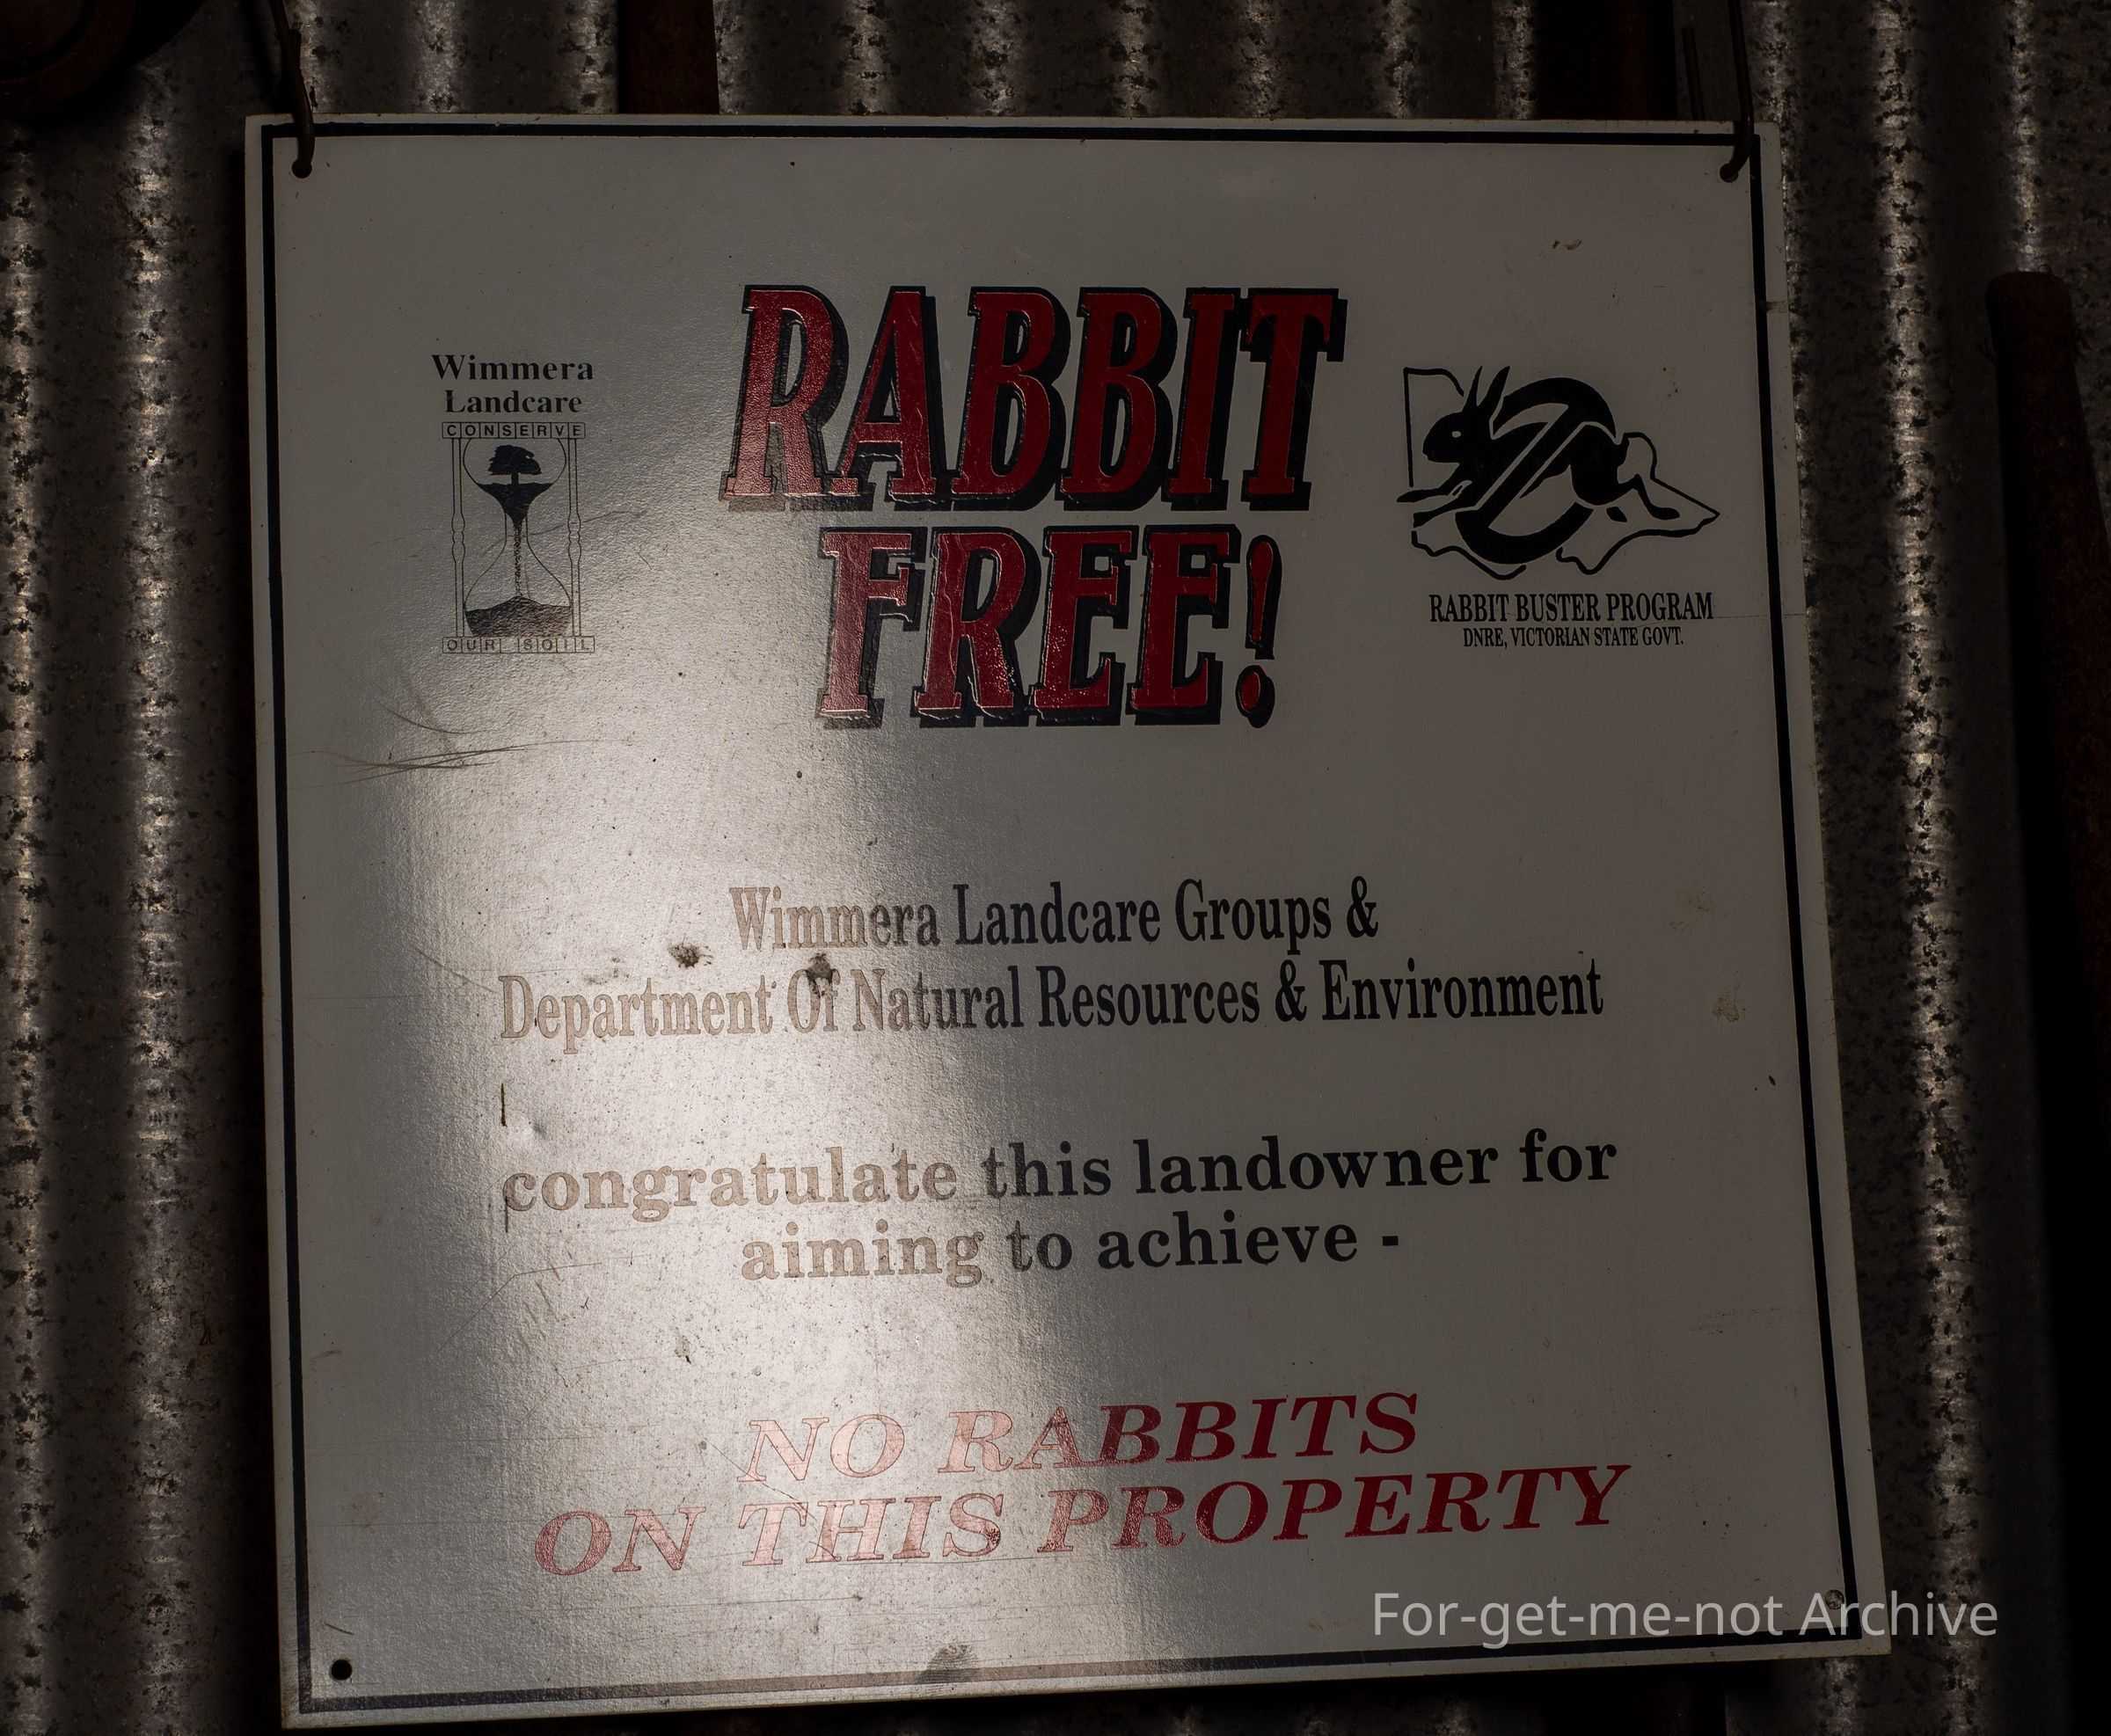 Wimmera
Landcare
CONSERVE
OUR SOIL
RABBIT
FREE!
RABBIT BUSTER PROGRAM
DNRE, VICTORIAN STATE GOVT.
Wimmera Landcare Groups &
Department Of Natural Resources & Environment
congratulate this landowner for
aiming to achieve -
NO RABBITS
ON THIS PROPERTY
For-get-me-not Archive